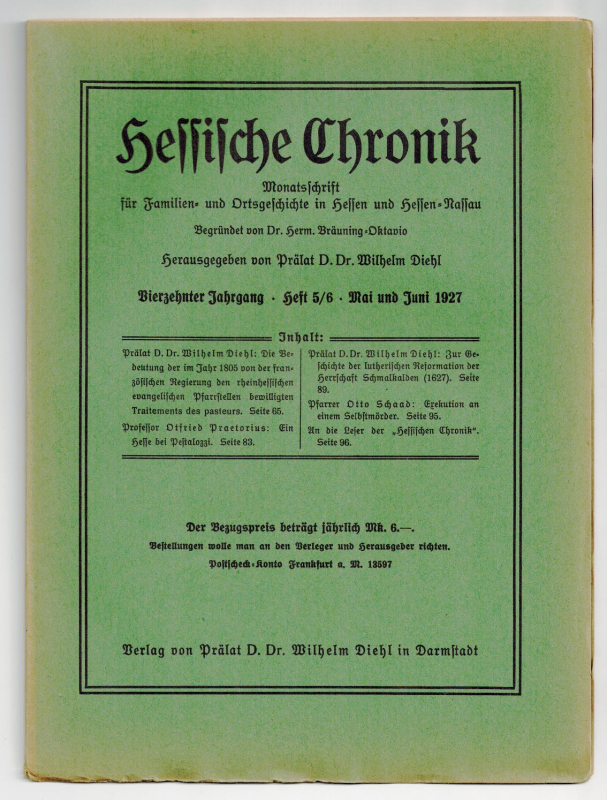 Hessische Chronik
Monatsschrift
für Familien- und Ortsgeschichte in Hessen und Hessen-Nassau
Begründet von Dr. Herm. Bräuning-Oktavio
Herausgegeben von Prälat D. Dr. Wilhelm Diehl
Vierzehnter Jahrgang · Heft 5/6 · Mai und Juni 1927
Inhalt:
Prälat D. Dr. Wilhelm Diehl: Die Be-
deutung der im Jahr 1805 von der fran-
zösischen Regierung den rheinhessischen
evangelischen Pfarrstellen bewilligten
Traitements des pasteurs. Seite 65.
Professor Otfried Praetorius: Ein
Hesse bei Pestalozzi. Seite 83.
Prälat D. Dr. Wilhelm Diehl: Zur Ge-
schichte der lutherischen Reformation der
Herrschaft Schmalkalden (1627). Seite
89.
Pfarrer Otto Schaad: Exekution an
einem Selbstmörder. Seite 95.
An die Leser der „Hessischen Chronik“.
Seite 96.
Der Bezugspreis beträgt jährlich Mk. 6.—.
Bestellungen wolle man an den Verleger und Herausgeber richten.
Postscheck-Konto Frankfurt a. M. 13597
Verlag von Prälat D. Dr. Wilhelm Diehl in Darmstadt